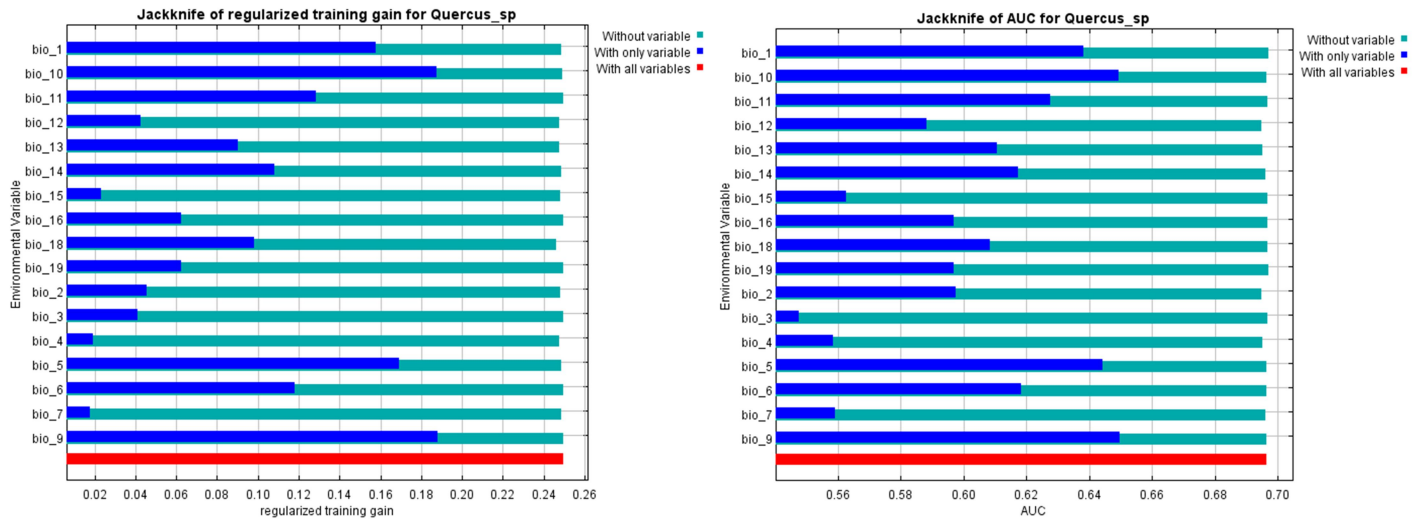 Jackknife of regularized training gain for Quercus_sp
Environmental Variable
bio_1
bio_10
bio_11
bio_12
bio_13
bio_14
bio_15
bio_16
bio_18
bio_19
bio_2
bio_3
bio_4
bio_5
bio_6
bio_7
bio_9
0.02 0.04 0.06 0.08 0.10 0.12 0.14 0.16 0.18 0.20 0.22 0.24 0.26
regularized training gain
Without variable
With only variable
With all variables
Jackknife of AUC for Quercus_sp
Environmental Variable
bio_1
bio_10
bio_11
bio_12
bio_13
bio_14
bio_15
bio_16
bio_18
bio_19
bio_2
bio_3
bio_4
bio_5
bio_6
bio_7
bio_9
0.56 0.58 0.60 0.62 0.64 0.66 0.68 0.70
AUC
Without variable
With only variable
With all variables